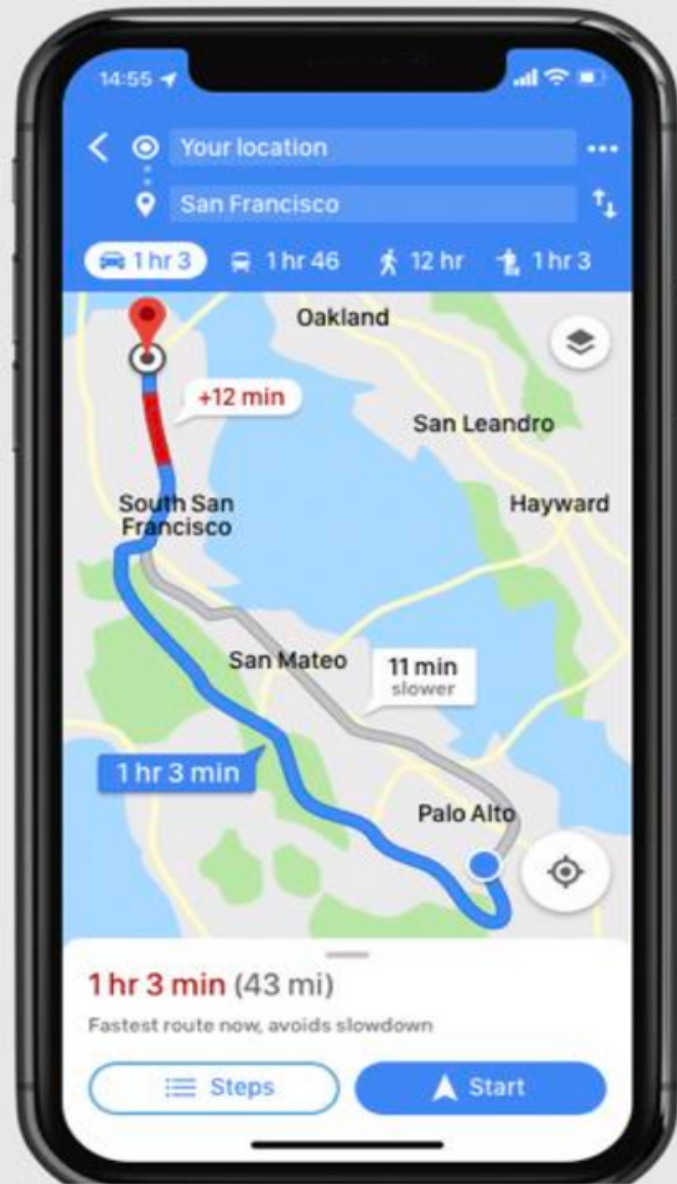 14:55
Your location
San Francisco
1 hr 3
1 hr 46
12 hr
1 hr 3
Oakland
+12 min
San Leandro
South San
Francisco
Hayward
San Mateo
11 min
slower
1 hr 3 min
Palo Alto
1 hr 3 min (43 mi)
Fastest route now, avoids slowdown
Steps
Start